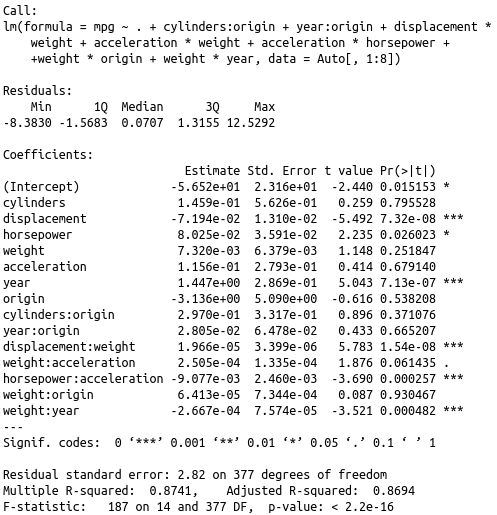 Call:
lm(formula = mpg ~ . + cylinders:origin + year:origin + displacement *
    weight + acceleration * weight + acceleration * horsepower +
    +weight * origin + weight * year, data = Auto[, 1:8])

Residuals:
    Min      1Q  Median      3Q     Max
-8.3830 -1.5683  0.0707  1.3155 12.5292

Coefficients:
                          Estimate Std. Error t value Pr(>|t|)
(Intercept)             -5.652e+01  2.316e+01  -2.440 0.015153 *
cylinders                1.459e-01  5.626e-01   0.259 0.795528
displacement            -7.194e-02  1.310e-02  -5.492 7.32e-08 ***
horsepower               8.025e-02  3.591e-02   2.235 0.026023 *
weight                   7.320e-03  6.379e-03   1.148 0.251847
acceleration             1.156e-01  2.793e-01   0.414 0.679140
year                     1.447e+00  2.869e-01   5.043 7.13e-07 ***
origin                  -3.136e+00  5.090e+00  -0.616 0.538208
cylinders:origin         2.970e-01  3.317e-01   0.896 0.371076
year:origin              2.805e-02  6.478e-02   0.433 0.665207
displacement:weight      1.966e-05  3.399e-06   5.783 1.54e-08 ***
weight:acceleration      2.505e-04  1.335e-04   1.876 0.061435 .
horsepower:acceleration -9.077e-03  2.460e-03  -3.690 0.000257 ***
weight:origin            6.413e-05  7.344e-04   0.087 0.930467
weight:year             -2.667e-04  7.574e-05  -3.521 0.000482 ***
---
Signif. codes:  0 ‘***’ 0.001 ‘**’ 0.01 ‘*’ 0.05 ‘.’ 0.1 ‘ ’ 1

Residual standard error: 2.82 on 377 degrees of freedom
Multiple R-squared:  0.8741,    Adjusted R-squared:  0.8694
F-statistic:   187 on 14 and 377 DF,  p-value: < 2.2e-16